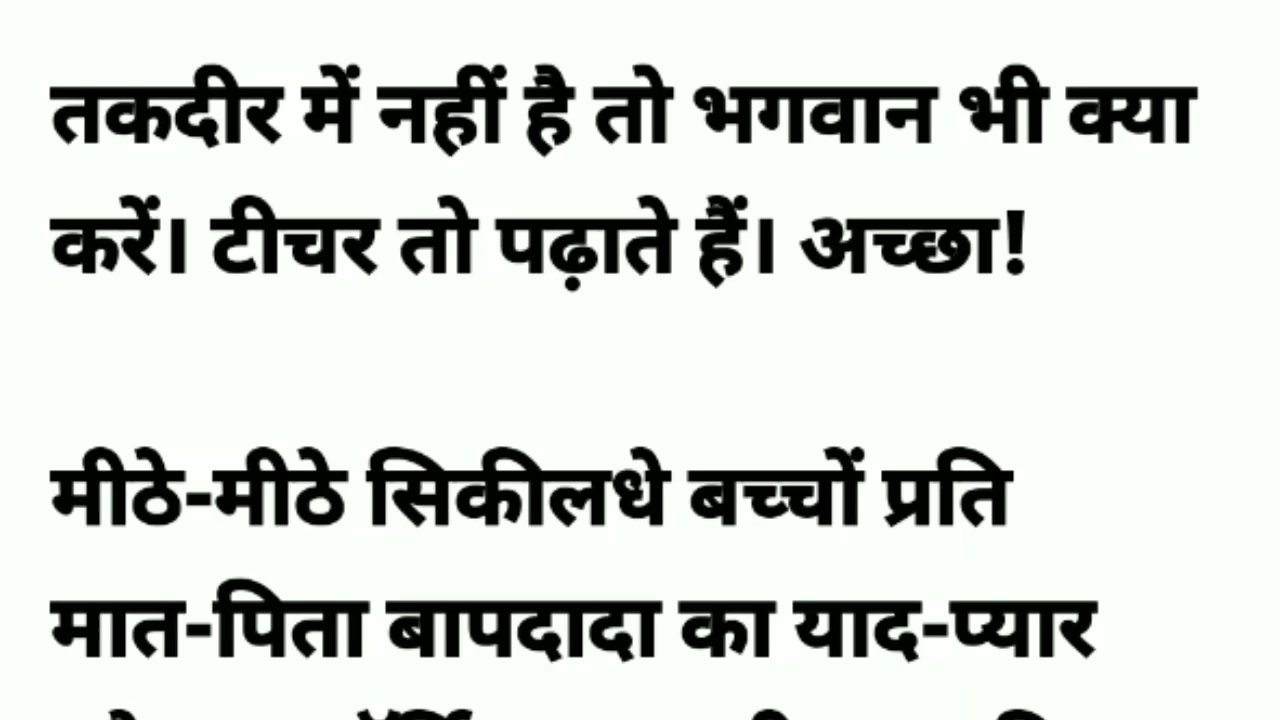 तकदीर में नहीं है तो भगवान भी क्या
करें। टीचर तो पढ़ाते हैं। अच्छा!
मीठे-मीठे सिकीलधे बच्चों प्रति
मात-पिता बापदादा का याद-प्यार